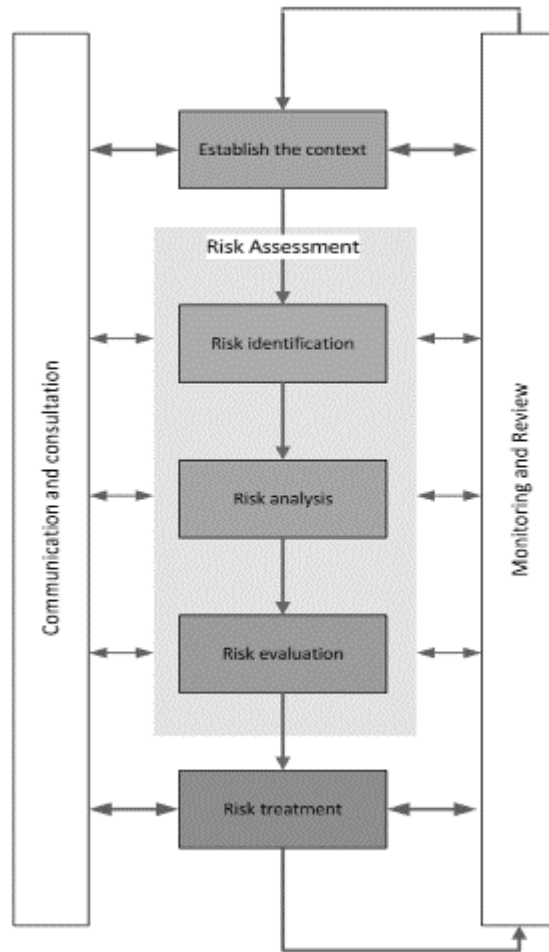 Establish the context
Risk Assessment
Risk identification
Risk analysis
Risk evaluation
Risk treatment
Communication and consultation
Monitoring and Review